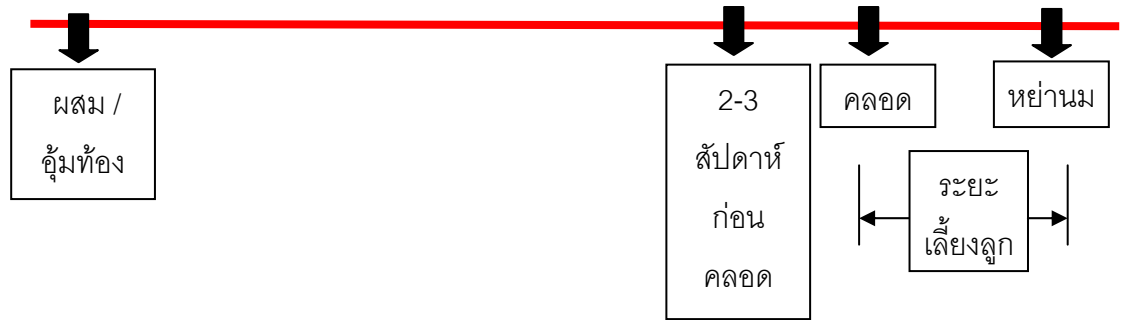 ผสม /
อุ้มท้อง
2-3
สัปดาห์
ก่อน
คลอด
คลอด
หย่านม
ระยะ
เลี้ยงลูก